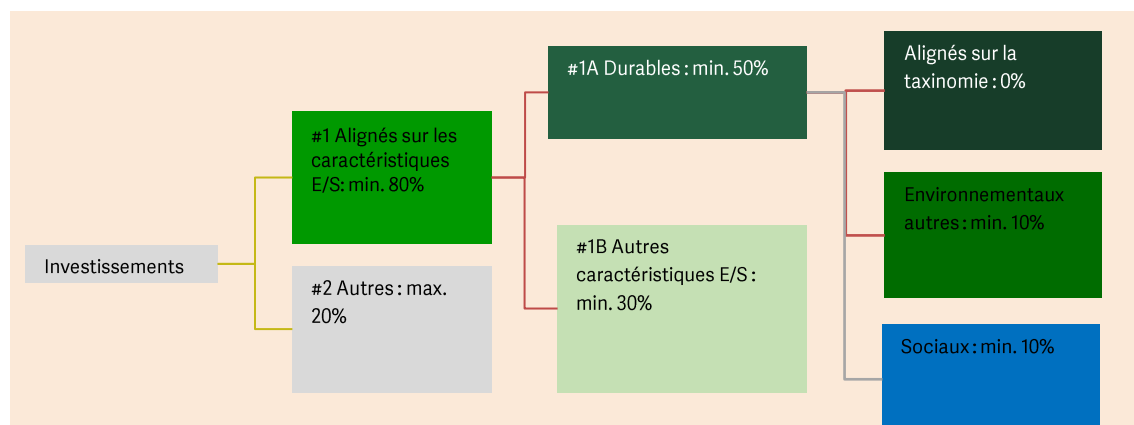 Investissements
#1 Alignés sur les
caractéristiques
E/S: min. 80%
#2 Autres : max.
20%
#1A Durables : min. 50%
#1B Autres
caractéristiques E/S :
min. 30%
Alignés sur la
taxinomie : 0%
Environnementaux
autres : min. 10%
Sociaux : min. 10%